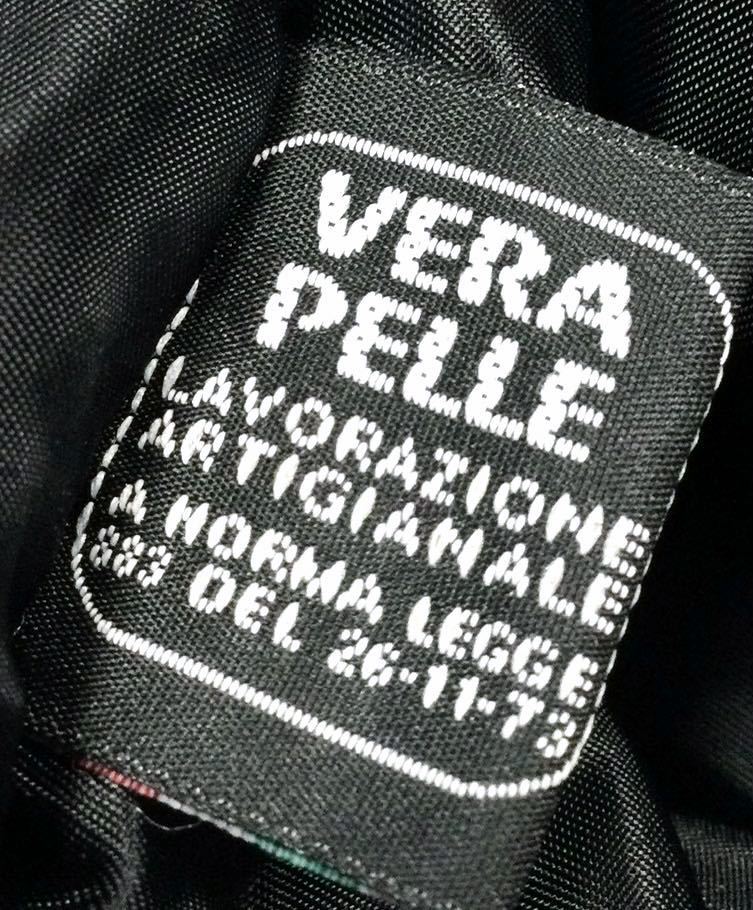 VERA
PELLE
LAVORAZIONE
ARTIGIANALE
A NORMA LEGGE
883 DEL 26-11-73